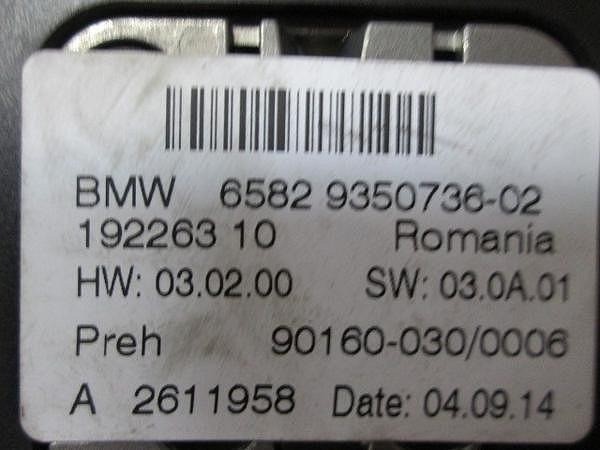 BMW 6582 9350736-02
192263 10 Romania
HW: 03.02.00 SW: 03.0A.01
Preh 90160-030/0006
A 2611958 Date: 04.09.14